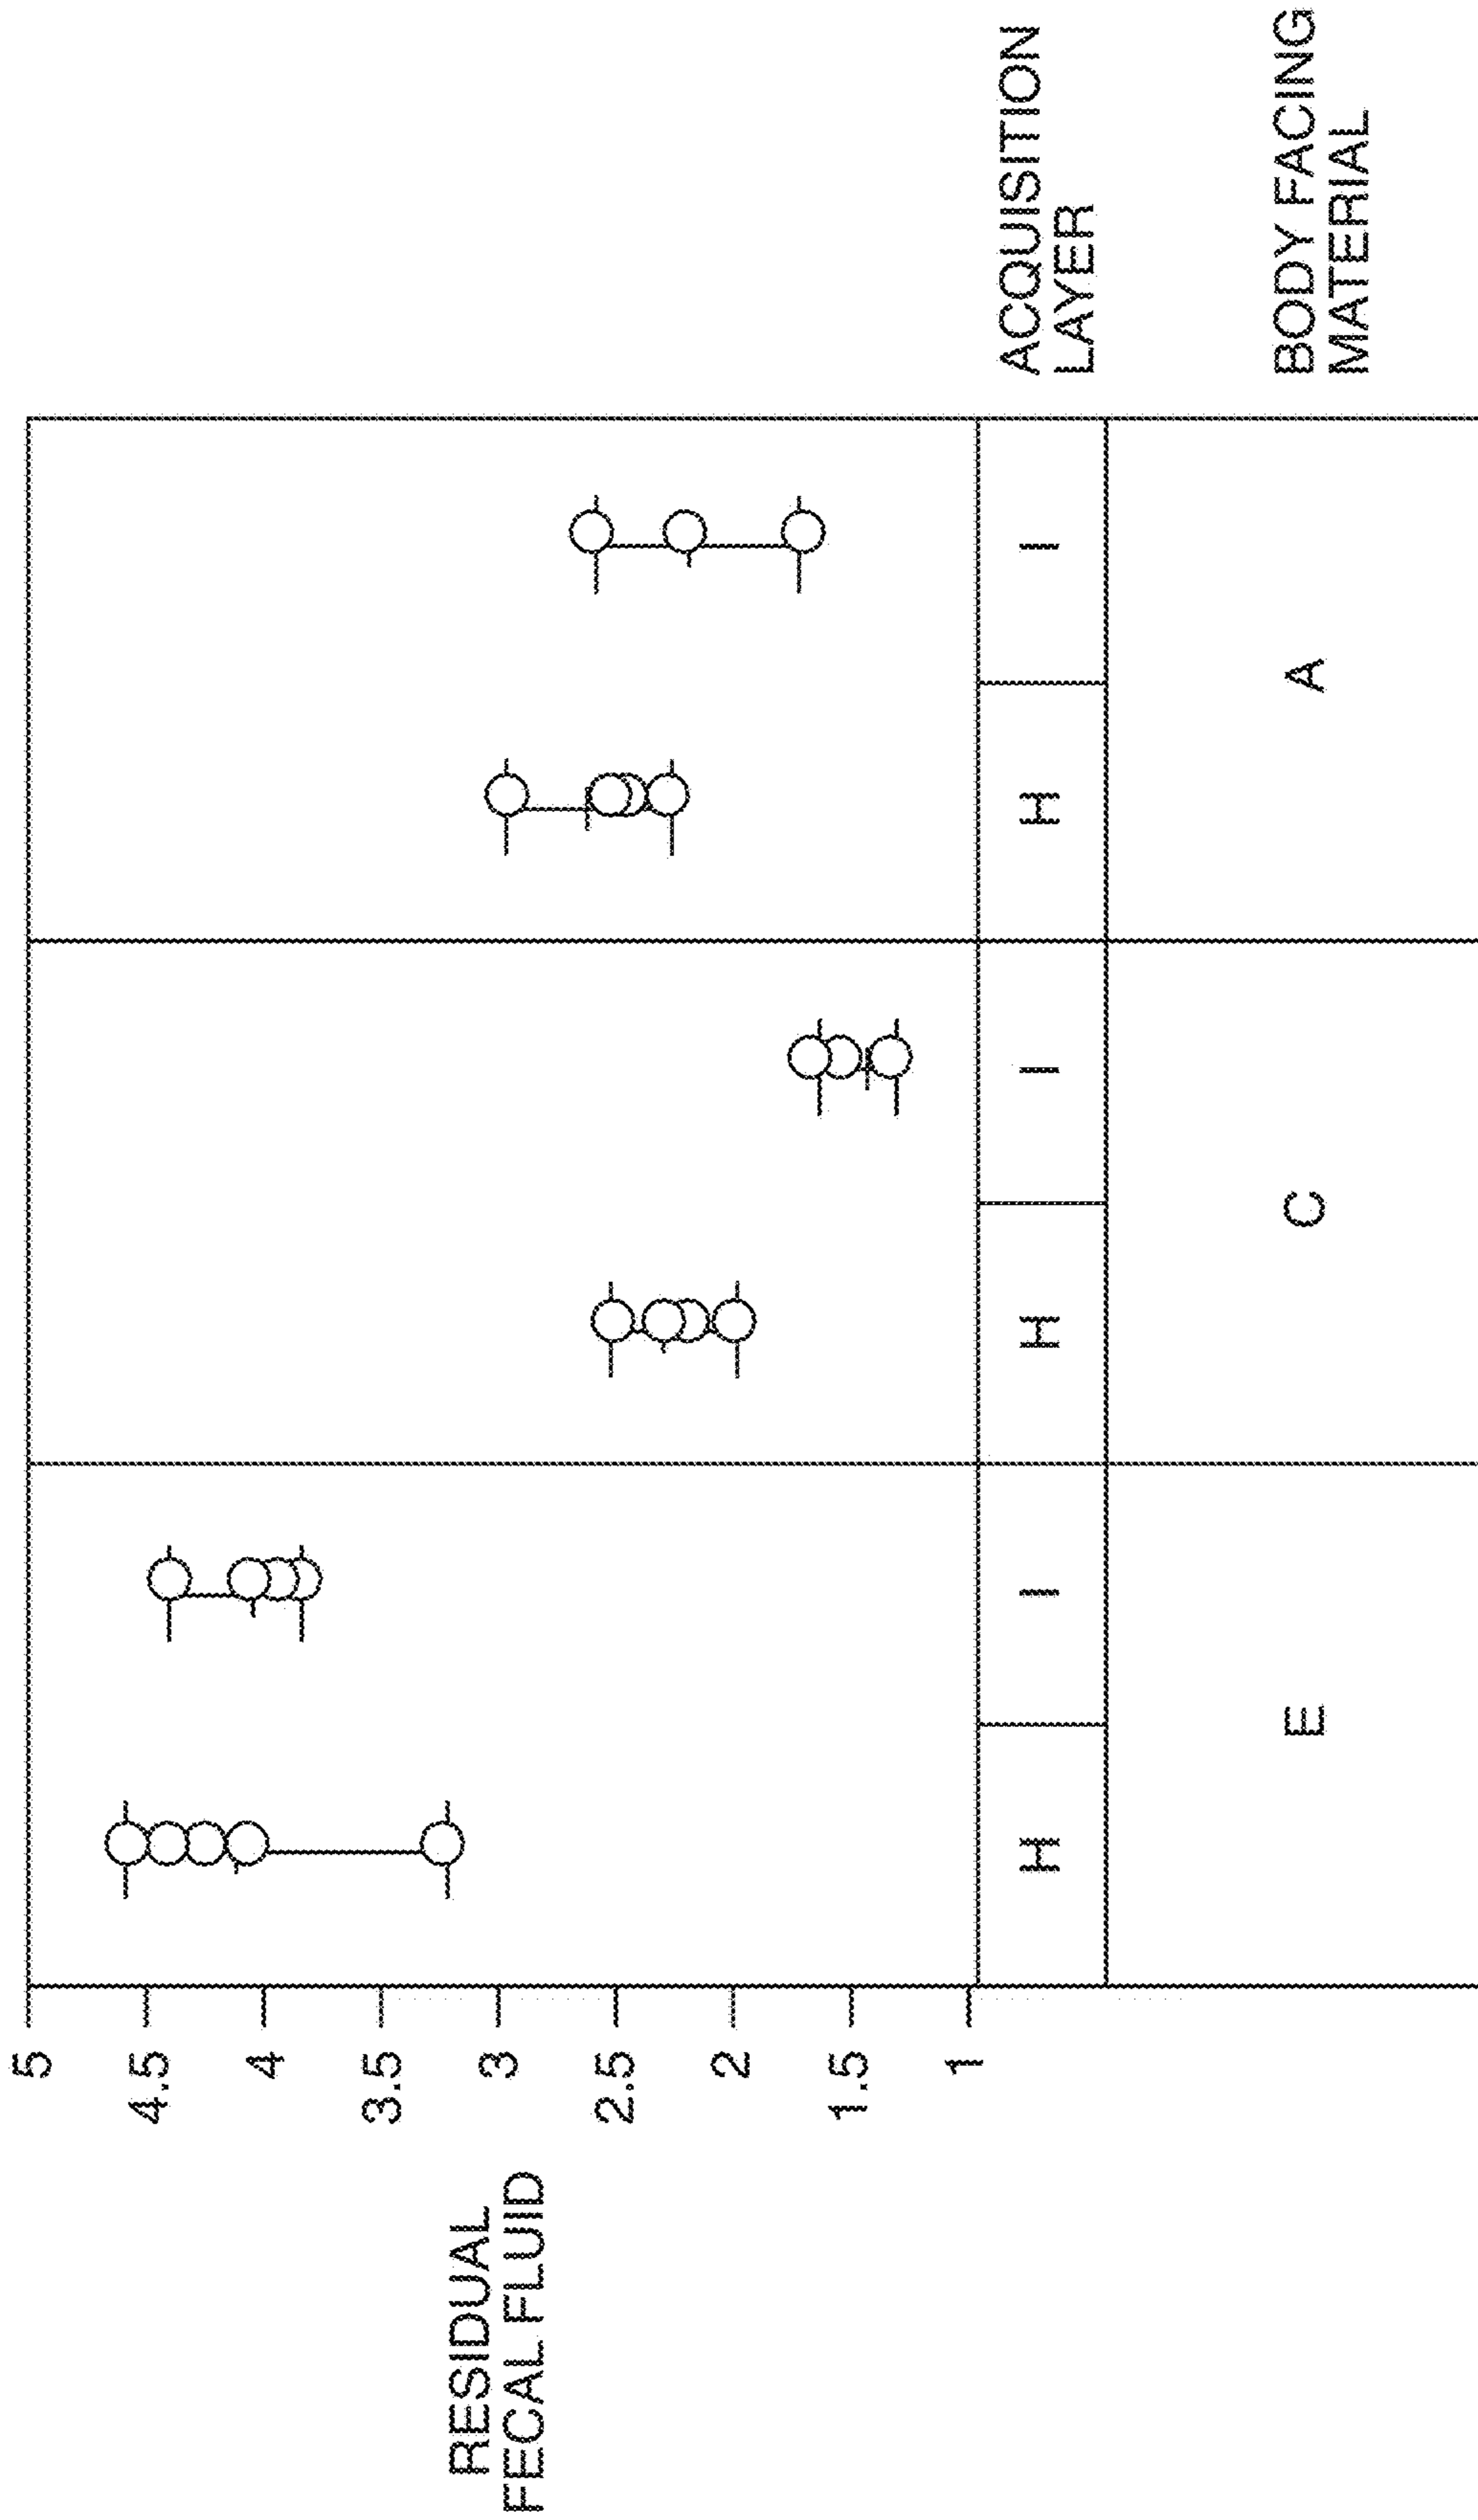 RESIDUAL
FECAL FLUID
5
4.5
4
3.5
3
2.5
2
1.5
1
H
I
H
I
H
I
ACQUISITION
LAYER
E
C
A
BODY FACING
MATERIAL